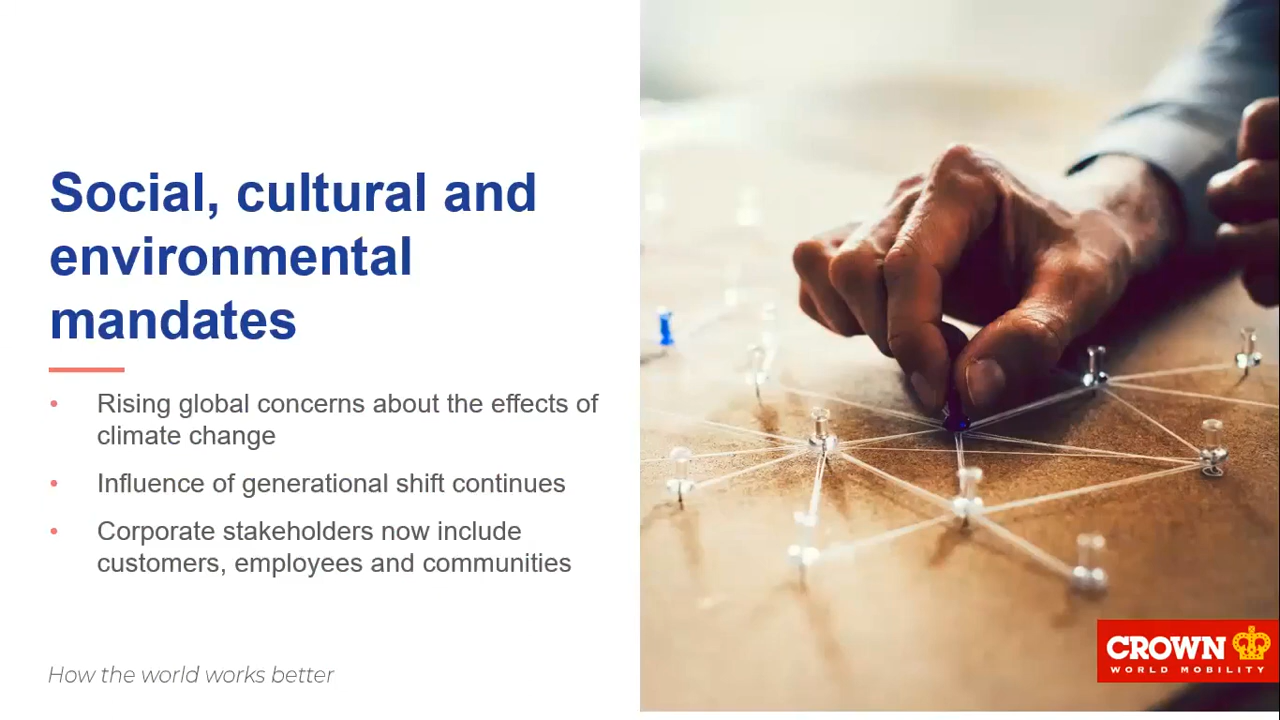 Social, cultural and
environmental
mandates
• Rising global concerns about the effects of
climate change
• Influence of generational shift continues
• Corporate stakeholders now include
customers, employees and communities
How the world works better
CROWN
WORLD MOBILITY